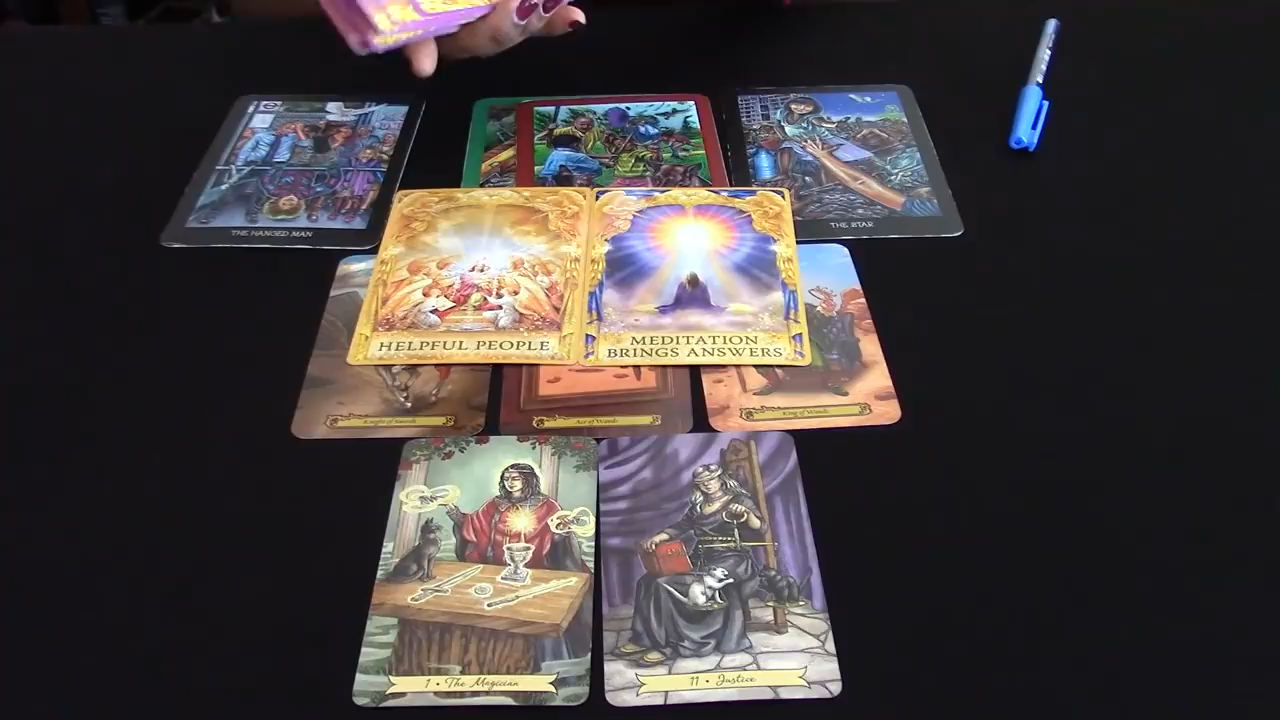 THE HANGED MAN
THE STAR
HELPFUL PEOPLE
MEDITATION
BRINGS ANSWERS
Knight of Swords
Ace of Wands
King of Wands
1 • The Magician
11 • Justice